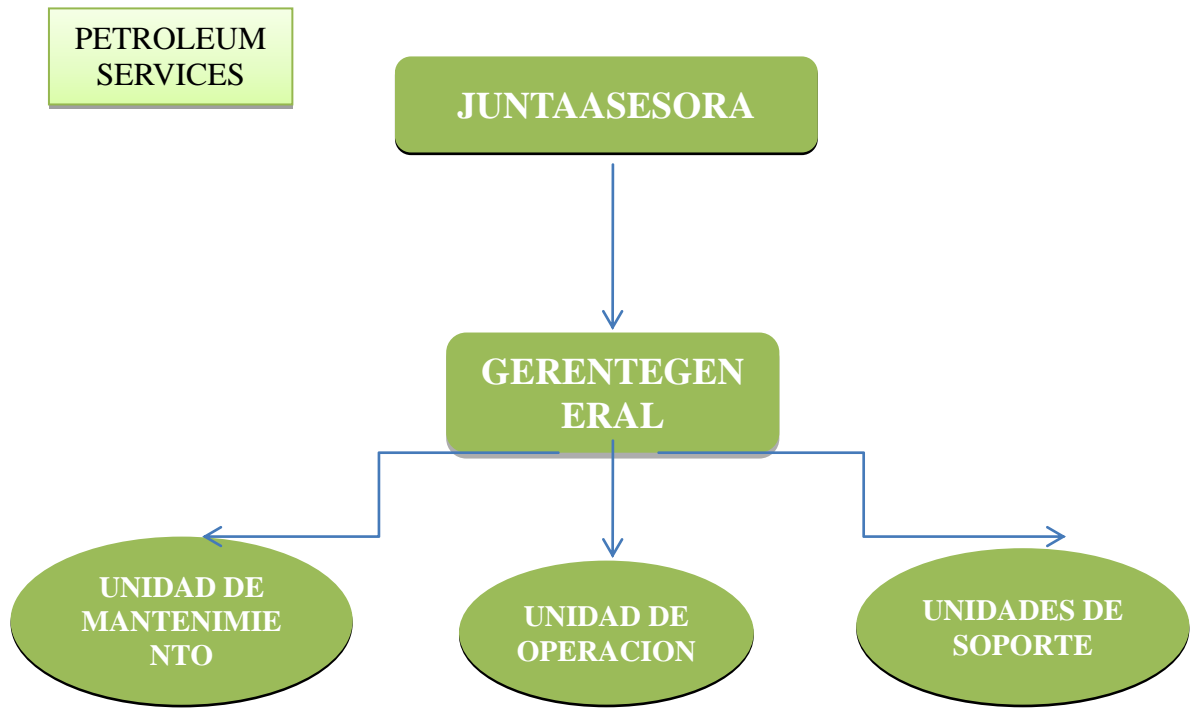 PETROLEUM
SERVICES
JUNTAASESORA
GERENTEGEN
ERAL
UNIDAD DE
MANTENIMIE
NTO
UNIDAD DE
OPERACION
UNIDADES DE
SOPORTE